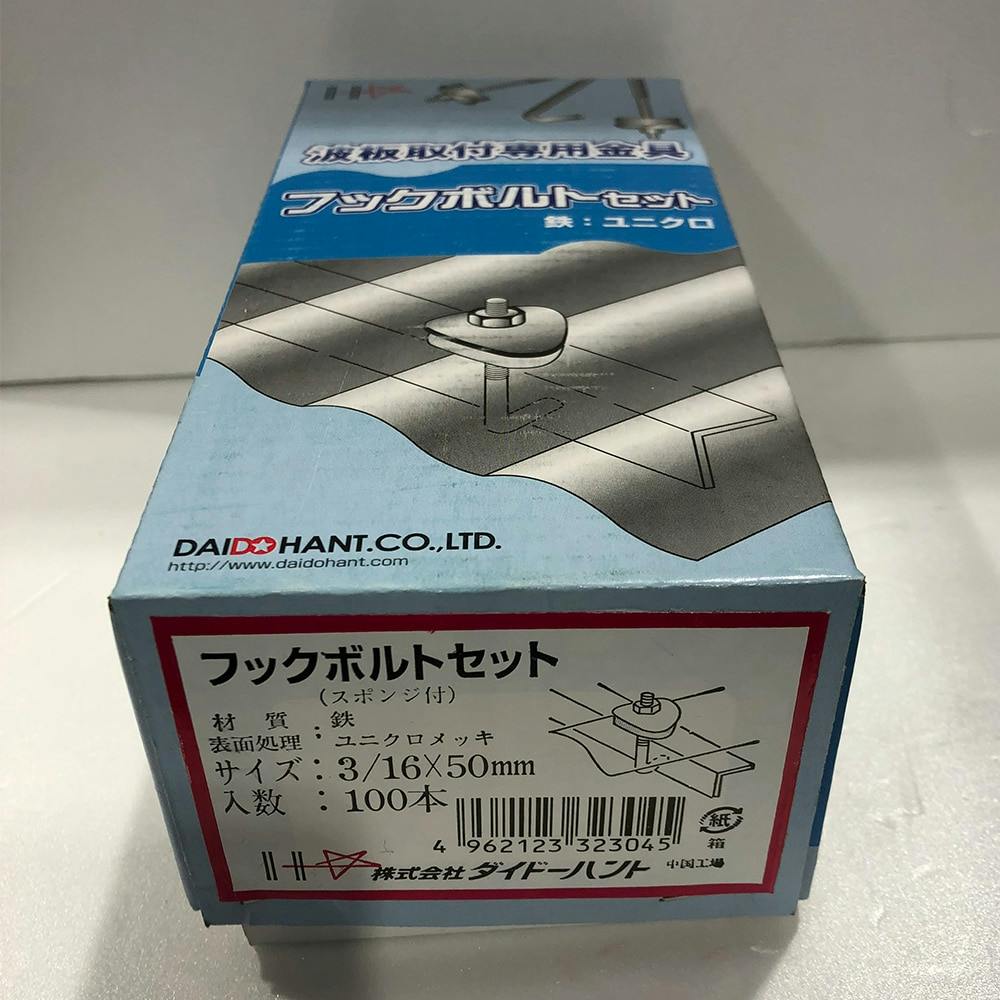 波板取付専用金具
フックボルトセット
鉄：ユニクロ
DAIDOHANT.CO.,LTD.
http://www.daidohant.com
フックボルトセット
(スポンジ付)
材質：鉄
表面処理：ユニクロメッキ
サイズ：3/16×50mm
入数：100本
4 962123 323045
紙
箱
株式会社 ダイドーハント
中国工場